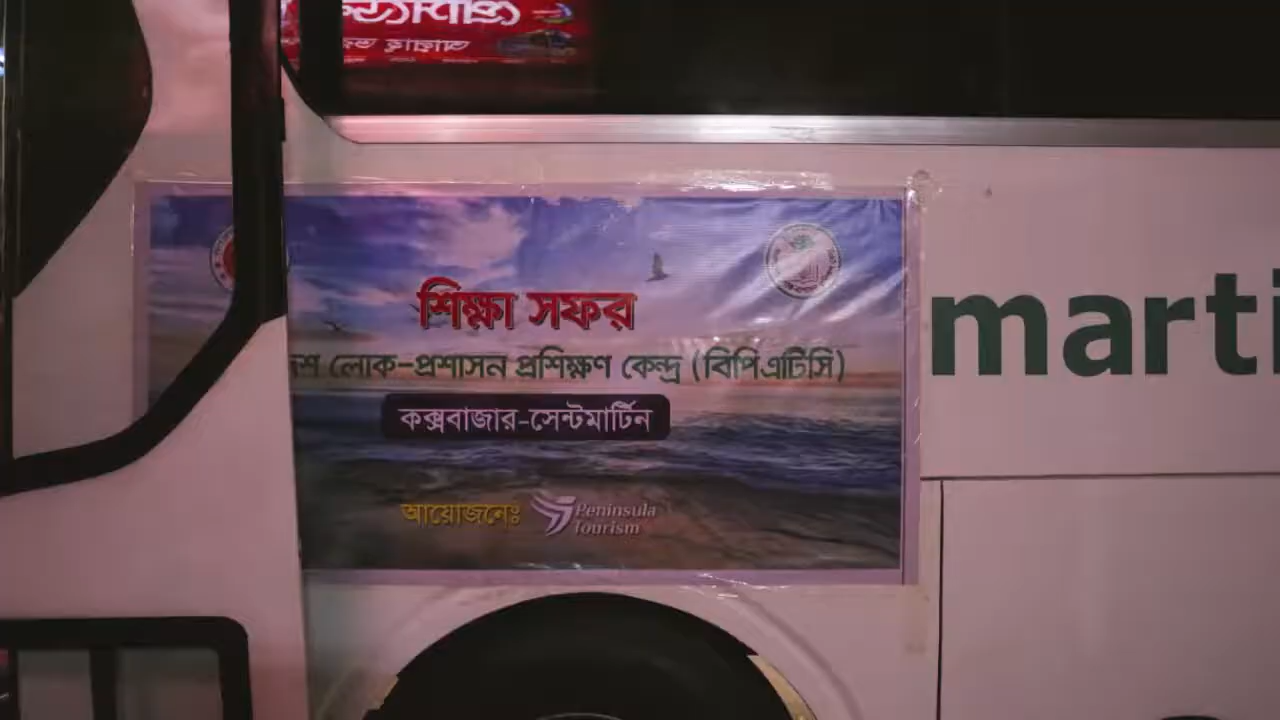 শিক্ষা সফর
দেশ লোক-প্রশাসন প্রশিক্ষণ কেন্দ্র (বিপিএটিসি)
কক্সবাজার-সেন্টমার্টিন
আয়োজনেঃ Peninsula Tourism
marti